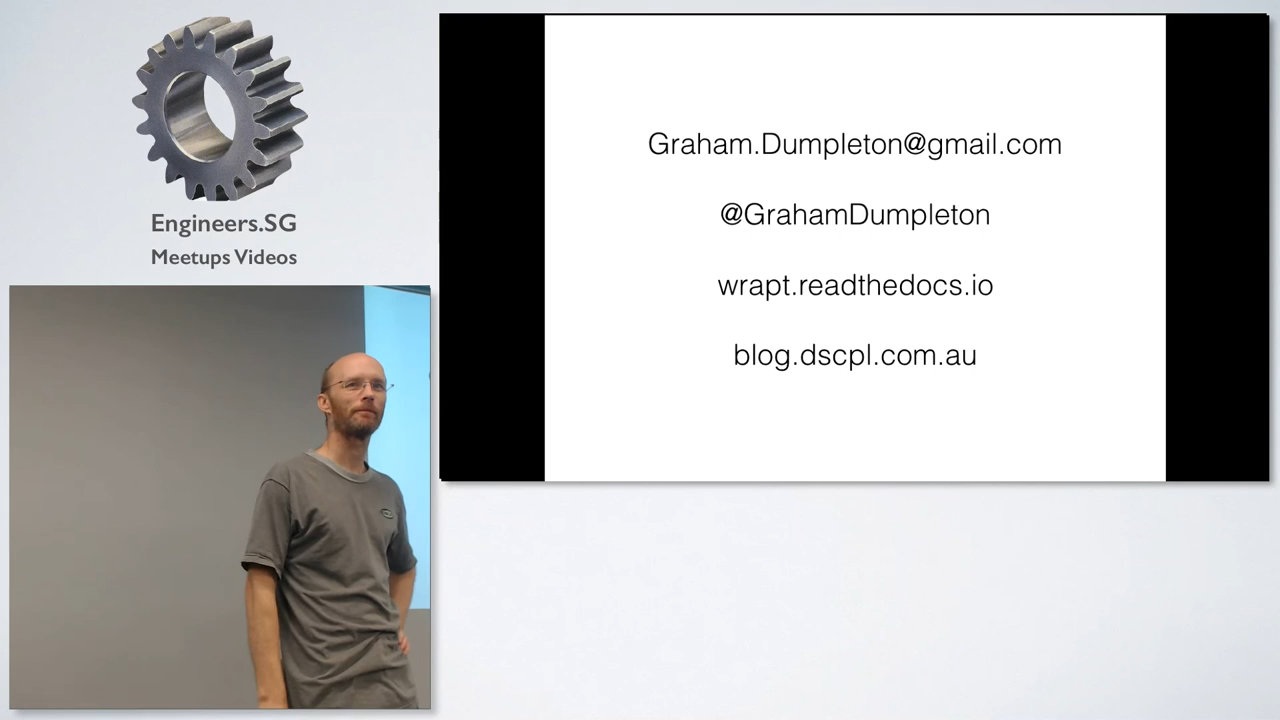 Engineers.SG
Meetups Videos
Graham.Dumpleton@gmail.com
@GrahamDumpleton
wrapt.readthedocs.io
blog.dscpl.com.au